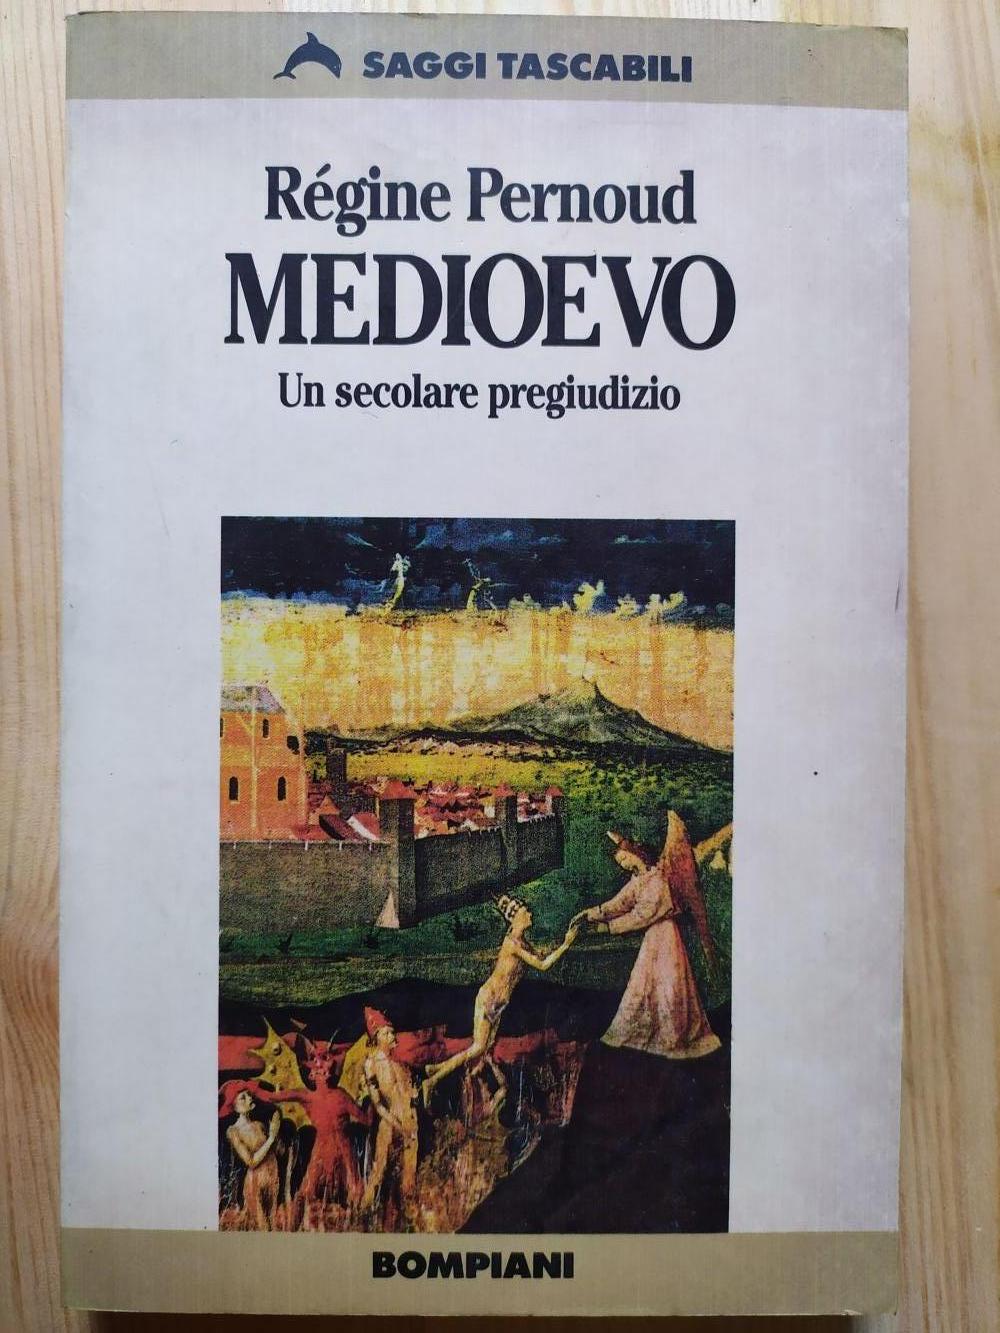 SAGGI TASCABILI
Régine Pernoud
MEDIOEVO
Un secolare pregiudizio
BOMPIANI